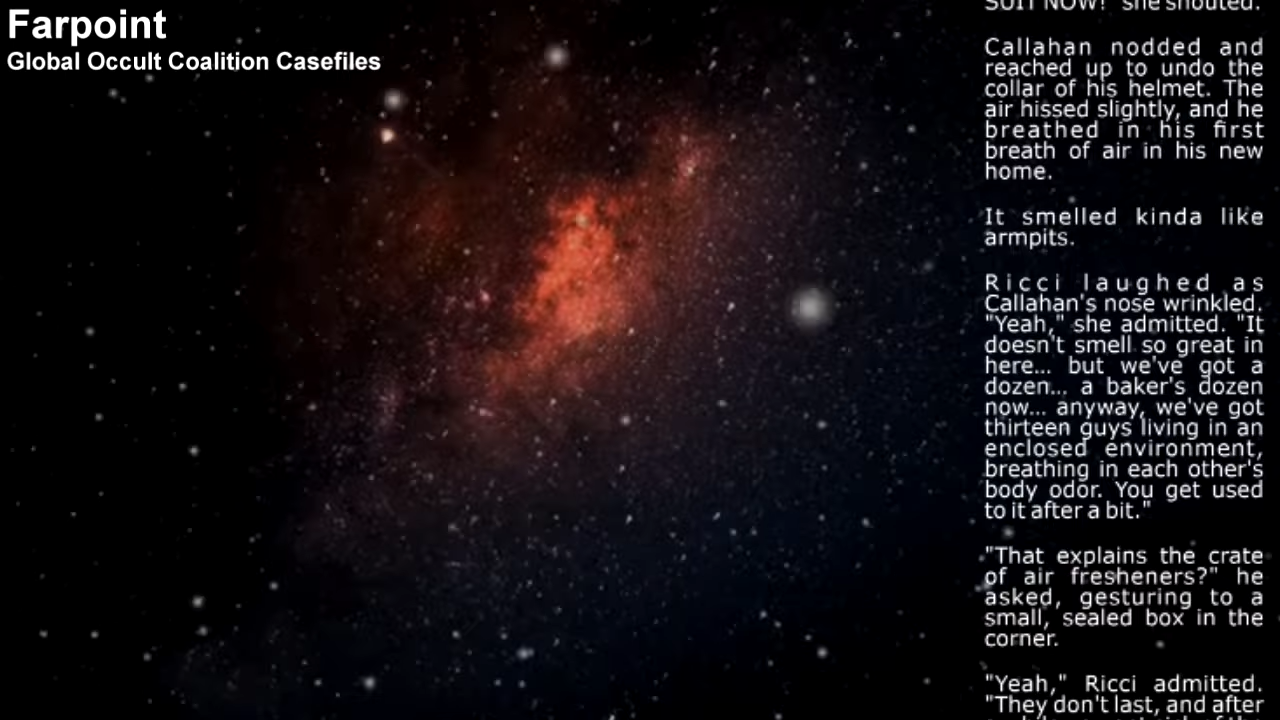 Farpoint
Global Occult Coalition Casefiles
SUIT NOW!" she shouted.
Callahan nodded and
reached up to undo the
collar of his helmet. The
air hissed slightly, and he
breathed in his first
breath of air in his new
home.
It smelled kinda like
armpits.
Ricci laughed as
Callahan's nose wrinkled.
"Yeah," she admitted. "It
doesn't smell so great in
here... but we've got a
dozen... a baker's dozen
now... anyway, we've got
thirteen guys living in an
enclosed environment,
breathing in each other's
body odor. You get used
to it after a bit."
"That explains the crate
of air fresheners?" he
asked, gesturing to a
small, sealed box in the
corner.
"Yeah," Ricci admitted.
"They don't last, and after